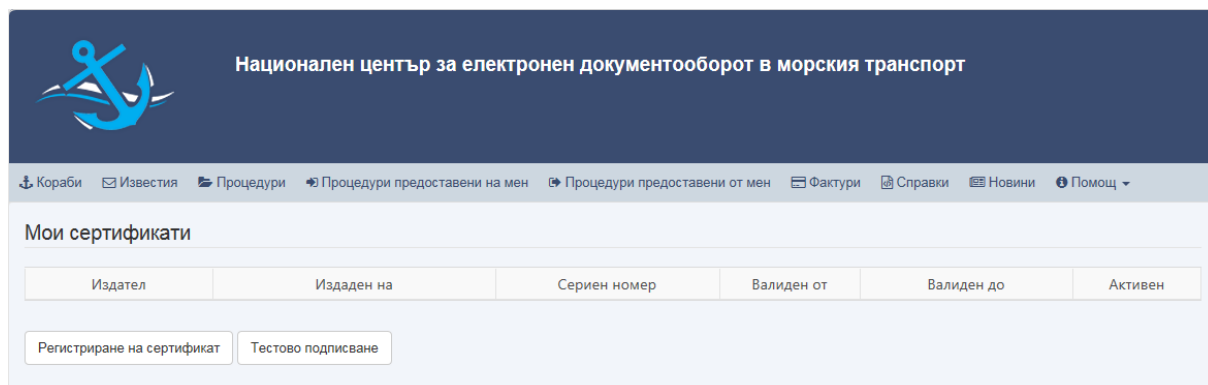 Национален център за електронен документооборот в морския транспорт
Кораби Известия Процедури Процедури предоставени на мен Процедури предоставени от мен Фактури Справки Новини Помощ
Мои сертификати
Издател Издаден на Сериен номер Валиден от Валиден до Активен
Регистриране на сертификат Тестово подписване